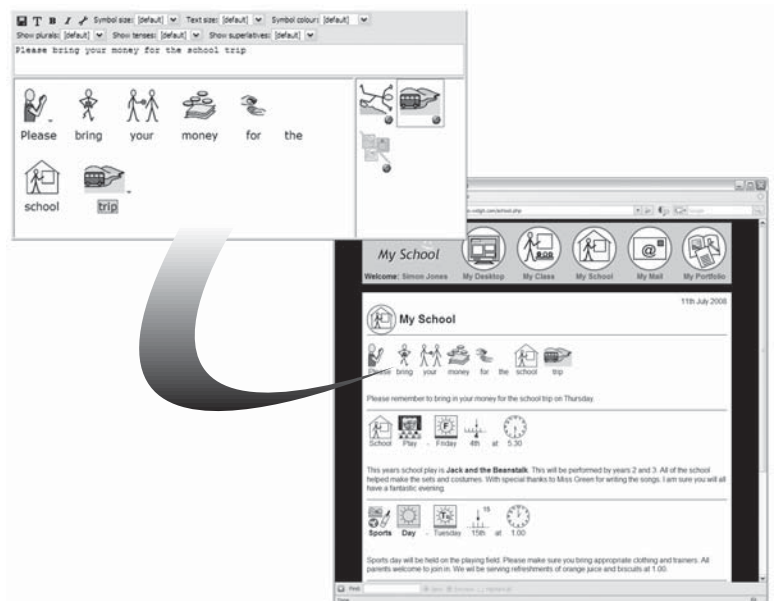 Symbol size: [default] Text size: [default] Symbol colour: [default]
Show plurals: [default] Show tenses: [default] Show superlatives: [default]
Please bring your money for the school trip
Please bring your money for the
school trip
My School
Welcome: Simon Jones My Desktop My Class My School My Mail My Portfolio
11th July 2008
My School
Please bring your money for the school trip
Please remember to bring in your money for the school trip on Thursday.
School Play - Friday 4th at 5.30
This years school play is Jack and the Beanstalk. This will be performed by years 2 and 3. All of the school
helped make the sets and costumes. With special thanks to Miss Green for writing the songs. I am sure you will all
have a fantastic evening.
Sports Day - Tuesday 15th at 1.00
Sports day will be held on the playing field. Please make sure you bring appropriate clothing and trainers. All
parents welcome to join in. We wil be serving refreshments of orange juice and biscuits at 1.00.
Find: